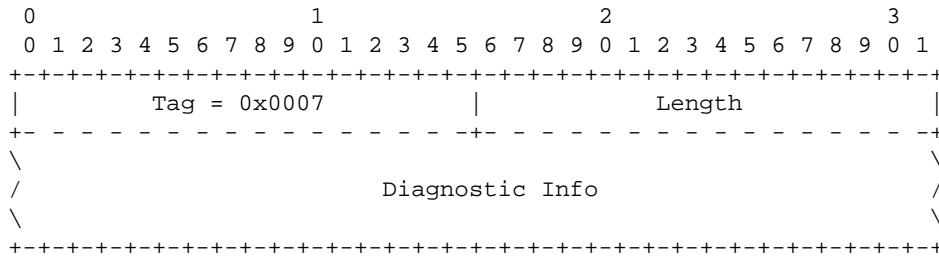 0                   1                   2                   3
 0 1 2 3 4 5 6 7 8 9 0 1 2 3 4 5 6 7 8 9 0 1 2 3 4 5 6 7 8 9 0 1
+-+-+-+-+-+-+-+-+-+-+-+-+-+-+-+-+-+-+-+-+-+-+-+-+-+-+-+-+-+-+-+-+
|         Tag = 0x0007          |            Length             |
+- - - - - - - - - - - - - - - -+- - - - - - - - - - - - - - - -+
\                                                               \
/                         Diagnostic Info                       /
\                                                               \
+-+-+-+-+-+-+-+-+-+-+-+-+-+-+-+-+-+-+-+-+-+-+-+-+-+-+-+-+-+-+-+-+